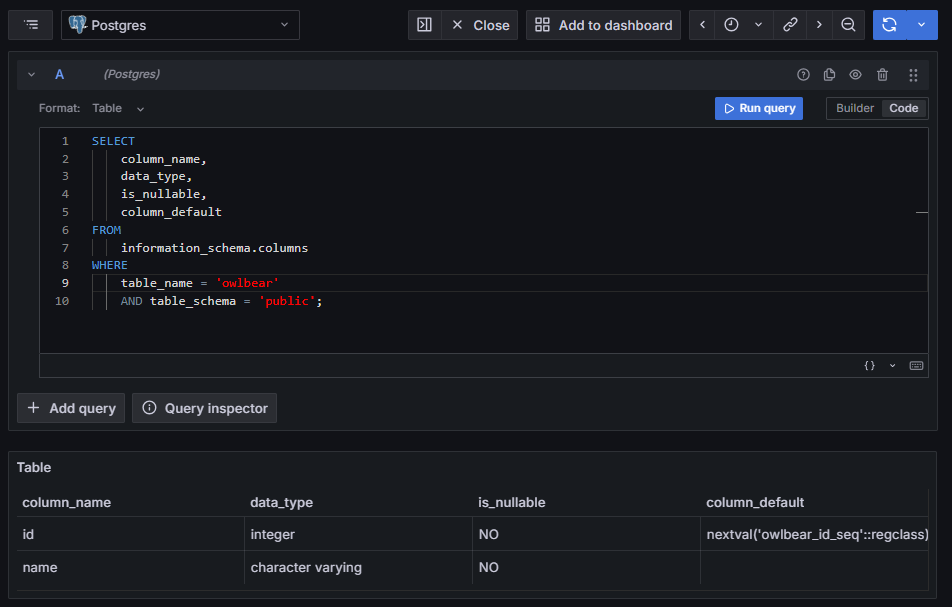 Postgres
Close
Add to dashboard
A (Postgres)
Format: Table
Run query
Builder Code
1 SELECT
2 column_name,
3 data_type,
4 is_nullable,
5 column_default
6 FROM
7 information_schema.columns
8 WHERE
9 table_name = 'owlbear'
10 AND table_schema = 'public';
{}
+ Add query
Query inspector
Table
column_name data_type is_nullable column_default
id integer NO nextval('owlbear_id_seq'::regclass)
name character varying NO